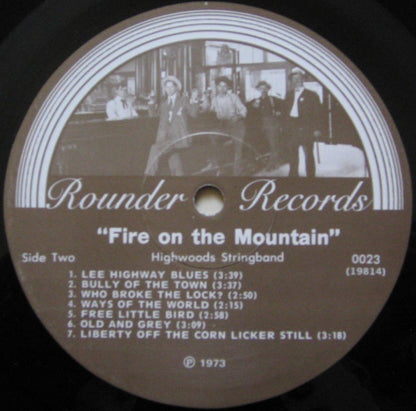 Rounder Records
"Fire on the Mountain"
Side Two Highwoods Stringband 0023
(19814)
1. LEE HIGHWAY BLUES (3:39)
2. BULLY OF THE TOWN (3:37)
3. WHO BROKE THE LOCK? (2:50)
4. WAYS OF THE WORLD (2:15)
5. FREE LITTLE BIRD (2:58)
6. OLD AND GREY (3:09)
7. LIBERTY OFF THE CORN LICKER STILL (3:18)
Ⓟ 1973